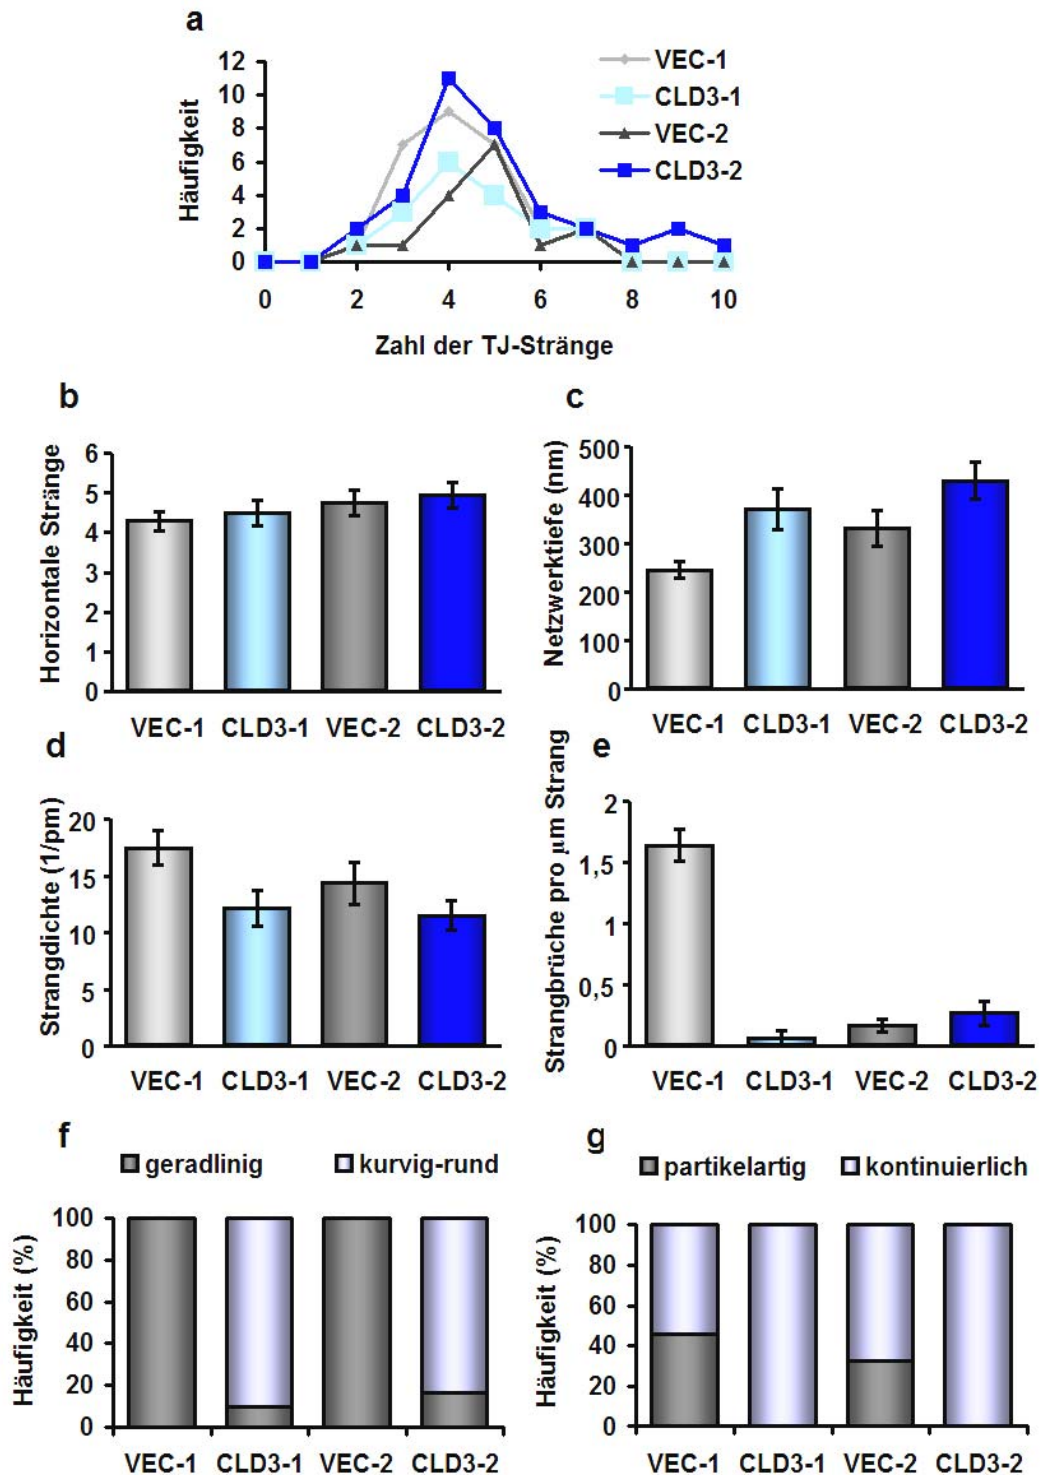 a
Häufigkeit
12
10
8
6
4
2
0
VEC-1
CLD3-1
VEC-2
CLD3-2
0 2 4 6 8 10
Zahl der TJ-Stränge
b
Horizontale Stränge
6
5
4
3
2
1
0
VEC-1 CLD3-1 VEC-2 CLD3-2
c
Netzwerktiefe (nm)
500
400
300
200
100
0
VEC-1 CLD3-1 VEC-2 CLD3-2
d
Strangdichte (1/pm)
20
15
10
5
0
VEC-1 CLD3-1 VEC-2 CLD3-2
e
Strangbrüche pro µm Strang
2
1,5
1
0,5
0
VEC-1 CLD3-1 VEC-2 CLD3-2
f
geradlinig kurvig-rund
Häufigkeit (%)
100
80
60
40
20
0
VEC-1 CLD3-1 VEC-2 CLD3-2
g
partikelartig kontinuierlich
Häufigkeit (%)
100
80
60
40
20
0
VEC-1 CLD3-1 VEC-2 CLD3-2